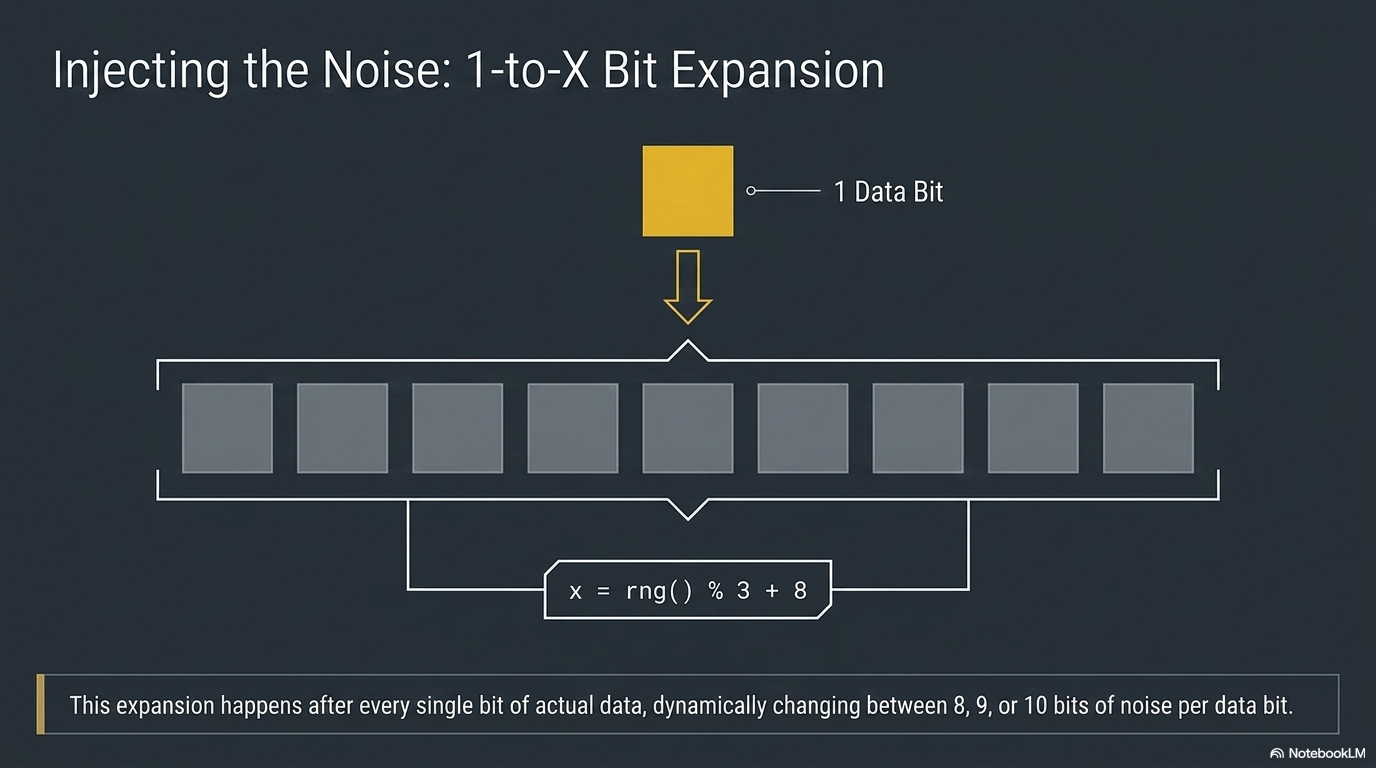 Injecting the Noise: 1-to-X Bit Expansion
1 Data Bit
x = rng() % 3 + 8
This expansion happens after every single bit of actual data, dynamically changing between 8, 9, or 10 bits of noise per data bit.
NotebookLM